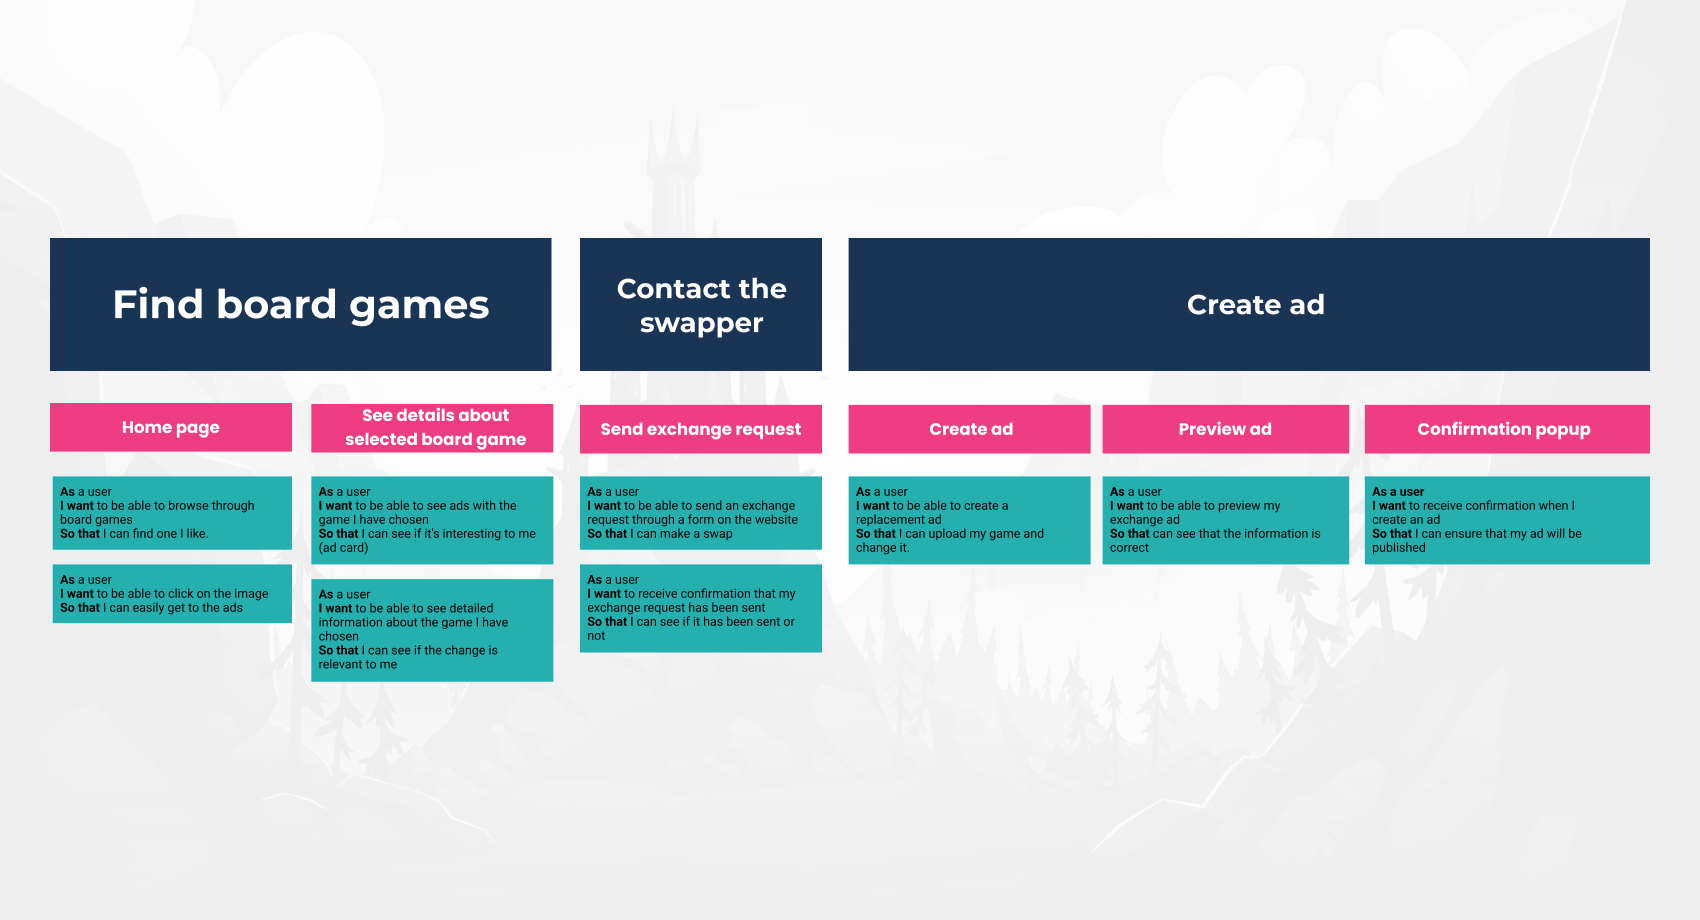 Find board games
Contact the
swapper
Create ad
Home page
See details about
selected board game
Send exchange request
Create ad
Preview ad
Confirmation popup
As a user
I want to be able to browse through
board games
So that I can find one I like.
As a user
I want to be able to click on the image
So that I can easily get to the ads
As a user
I want to be able to see ads with the
game I have chosen
So that I can see if it's interesting to me
(ad card)
As a user
I want to be able to see detailed
information about the game I have
chosen
So that I can see if the change is
relevant to me
As a user
I want to be able to send an exchange
request through a form on the website
So that I can make a swap
As a user
I want to receive confirmation that my
exchange request has been sent
So that I can see if it has been sent or
not
As a user
I want to be able to create a
replacement ad
So that I can upload my game and
change it.
As a user
I want to be able to preview my
exchange ad
So that can see that the information is
correct
As a user
I want to receive confirmation when I
create an ad
So that I can ensure that my ad will be
published